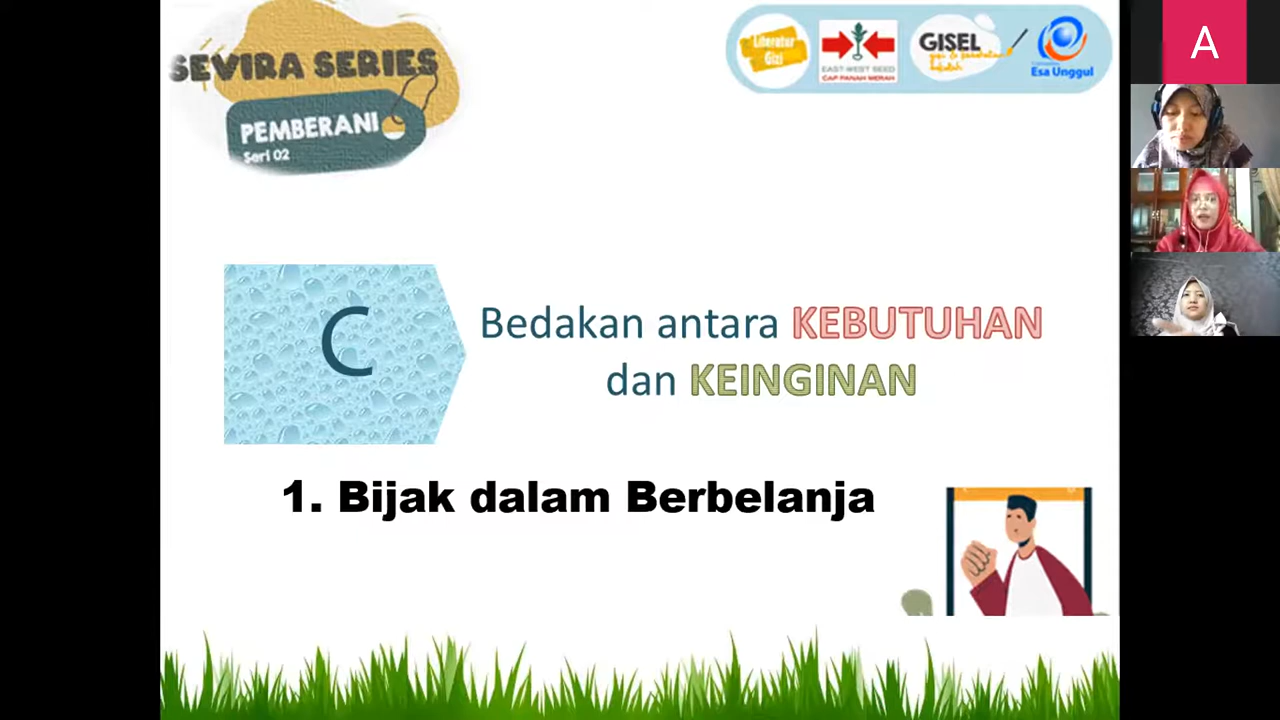 SEVIRA SERIES
PEMBERANI
Seri 02
Literatur
Gizi
EAST-WEST SEED
CAP PANAH MERAH
GISEL
Esa Unggul
A
C
Bedakan antara KEBUTUHAN
dan KEINGINAN
1. Bijak dalam Berbelanja